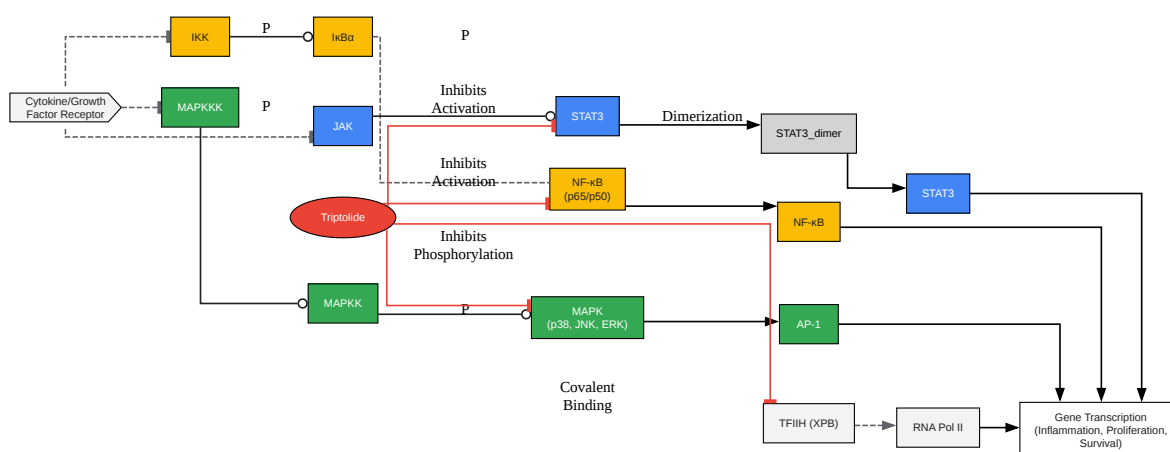 IKK
P
IκBα
P
Cytokine/Growth
Factor Receptor
MAPKKK
P
JAK
Inhibits
Activation
STAT3
Dimerization
STAT3_dimer
Inhibits
Activation
NF-κB
(p65/p50)
STAT3
Triptolide
NF-κB
Inhibits
Phosphorylation
MAPKK
P
MAPK
(p38, JNK, ERK)
AP-1
Covalent
Binding
TFIIH (XPB)
RNA Pol II
Gene Transcription
(Inflammation, Proliferation,
Survival)